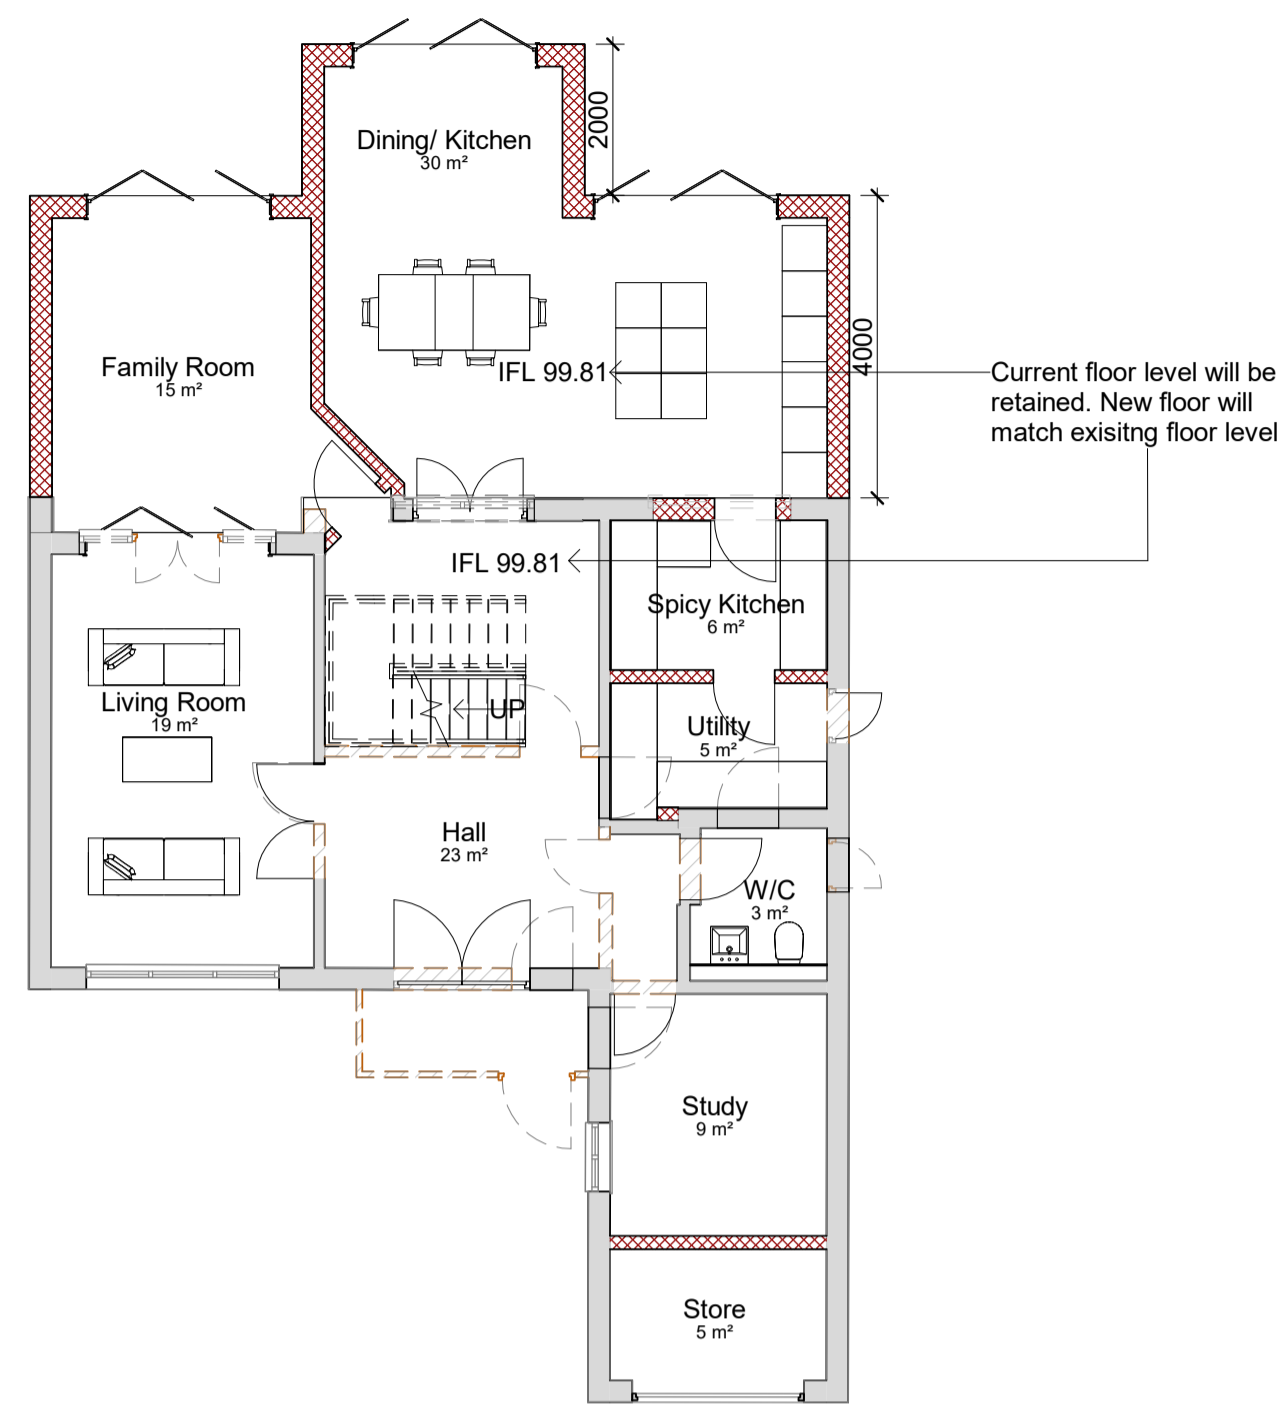 Dining/ Kitchen
30 m²
2000
Family Room
15 m²
4000
IFL 99.81
Current floor level will be
retained. New floor will
match exisitng floor level
IFL 99.81
Spicy Kitchen
6 m²
Living Room
19 m²
UP
Utility
5 m²
Hall
23 m²
W/C
3 m²
Study
9 m²
Store
5 m²